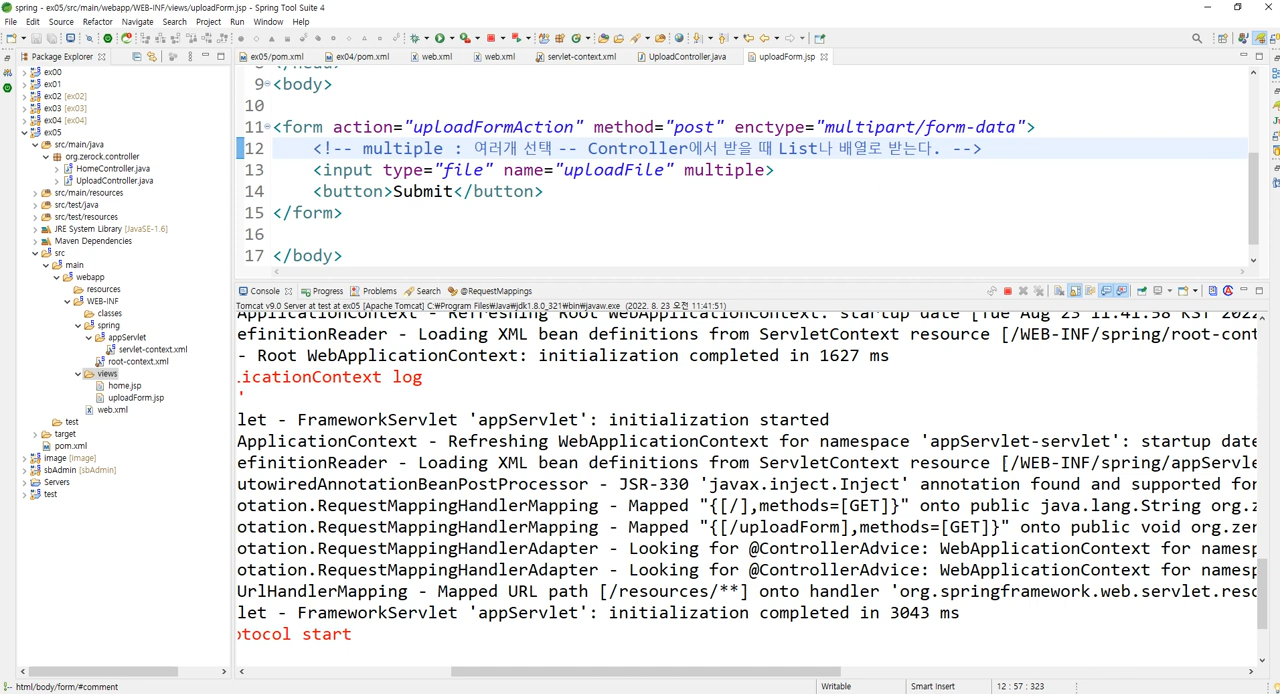 spring - ex05/src/main/webapp/WEB-INF/views/uploadForm.jsp - Spring Tool Suite 4
File Edit Source Refactor Navigate Search Project Run Window Help
Package Explorer
ex00
ex01
ex02 [ex02]
ex03 [ex03]
ex04 [ex04]
ex05
src/main/java
org.zerock.controller
HomeController.java
UploadController.java
src/main/resources
src/test/java
src/test/resources
JRE System Library [JavaSE-1.6]
Maven Dependencies
src
main
webapp
resources
WEB-INF
classes
spring
appServlet
servlet-context.xml
root-context.xml
views
home.jsp
uploadForm.jsp
web.xml
test
target
pom.xml
image [image]
sbAdmin [sbAdmin]
Servers
test
ex05/pom.xml ex04/pom.xml web.xml web.xml servlet-context.xml UploadController.java uploadForm.jsp
9 <body>
10
11 <form action="uploadFormAction" method="post" enctype="multipart/form-data">
12 <!-- multiple : 여러개 선택 -- Controller에서 받을 때 List나 배열로 받는다. -->
13 <input type="file" name="uploadFile" multiple>
14 <button>Submit</button>
15 </form>
16
17 </body>
Console Progress Problems Search @RequestMappings
Tomcat v9.0 Server at test at ex05 [Apache Tomcat] C:₩Program Files₩Java₩jdk1.8.0_321₩bin₩javaw.exe (2022. 8. 23 오전 11:41:51)
ApplicationContext - Refreshing Root WebApplicationContext: startup date [Tue Aug 23 11:41:58 KST 2022
efinitionReader - Loading XML bean definitions from ServletContext resource [/WEB-INF/spring/root-cont
- Root WebApplicationContext: initialization completed in 1627 ms
licationContext log
'
let - FrameworkServlet 'appServlet': initialization started
ApplicationContext - Refreshing WebApplicationContext for namespace 'appServlet-servlet': startup date
efinitionReader - Loading XML bean definitions from ServletContext resource [/WEB-INF/spring/appServle
utowiredAnnotationBeanPostProcessor - JSR-330 'javax.inject.Inject' annotation found and supported for
otation.RequestMappingHandlerMapping - Mapped "{[/],methods=[GET]}" onto public java.lang.String org.z
otation.RequestMappingHandlerMapping - Mapped "{[/uploadForm],methods=[GET]}" onto public void org.zer
otation.RequestMappingHandlerAdapter - Looking for @ControllerAdvice: WebApplicationContext for namesp
otation.RequestMappingHandlerAdapter - Looking for @ControllerAdvice: WebApplicationContext for namesp
UrlHandlerMapping - Mapped URL path [/resources/**] onto handler 'org.springframework.web.servlet.reso
let - FrameworkServlet 'appServlet': initialization completed in 3043 ms
otocol start
html/body/form/#comment Writable Smart Insert 12 : 57 : 323